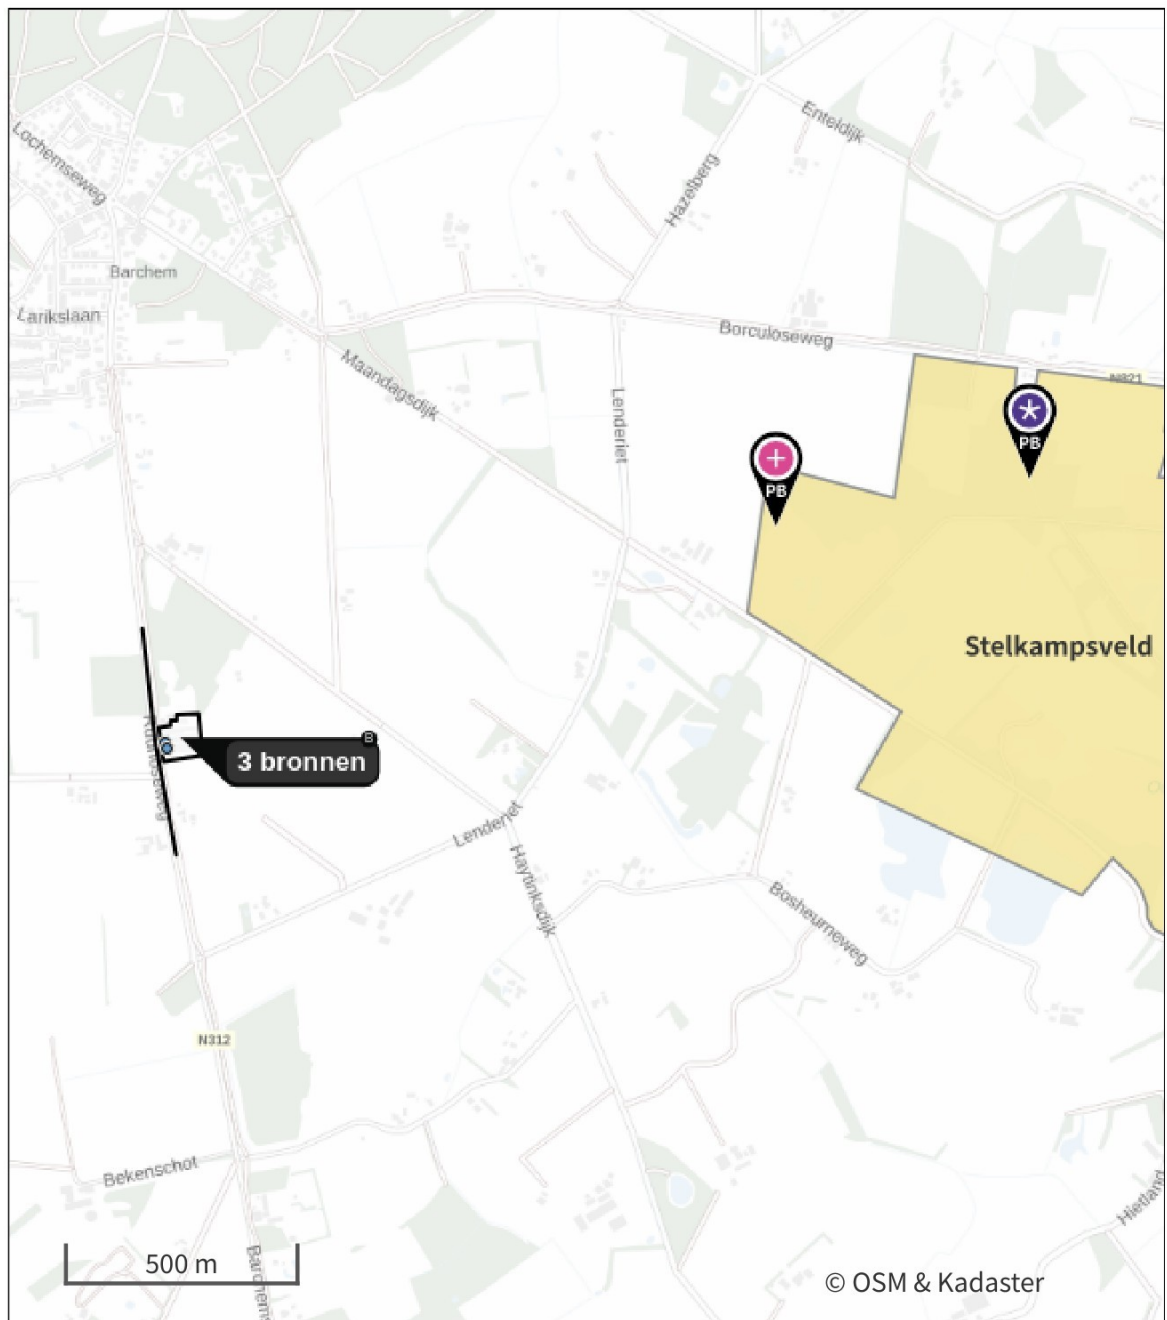 Enteldijk
Lochemseweg
Hazelberg
Barchem
Larikslaan
Borculoseweg
Maandagsdijk
N821
Lenderiet
PB
PB
Stelkampsveld
B
3 bronnen
Lenderiet
Haytinksdijk
Bosheurneweg
N312
Bekenschot
Hietland
500 m
© OSM & Kadaster